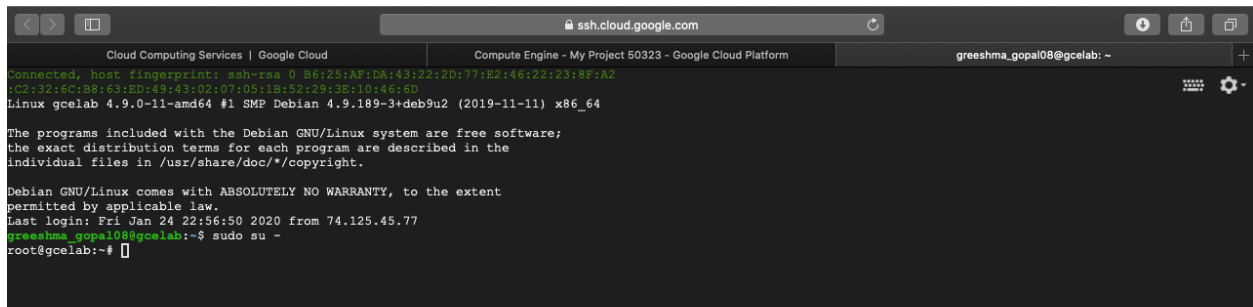 ssh.cloud.google.com
Cloud Computing Services | Google Cloud
Compute Engine - My Project 50323 - Google Cloud Platform
greeshma_gopal08@gcelab: ~
Connected, host fingerprint: ssh-rsa 0 B6:25:AF:DA:43:22:2D:77:E2:46:22:23:8F:A2
:C2:32:6C:B8:63:ED:49:43:02:07:05:1B:52:29:3E:10:46:6D
Linux gcelab 4.9.0-11-amd64 #1 SMP Debian 4.9.189-3+deb9u2 (2019-11-11) x86_64
The programs included with the Debian GNU/Linux system are free software;
the exact distribution terms for each program are described in the
individual files in /usr/share/doc/*/copyright.
Debian GNU/Linux comes with ABSOLUTELY NO WARRANTY, to the extent
permitted by applicable law.
Last login: Fri Jan 24 22:56:50 2020 from 74.125.45.77
greeshma_gopal08@gcelab:~$ sudo su -
root@gcelab:~#